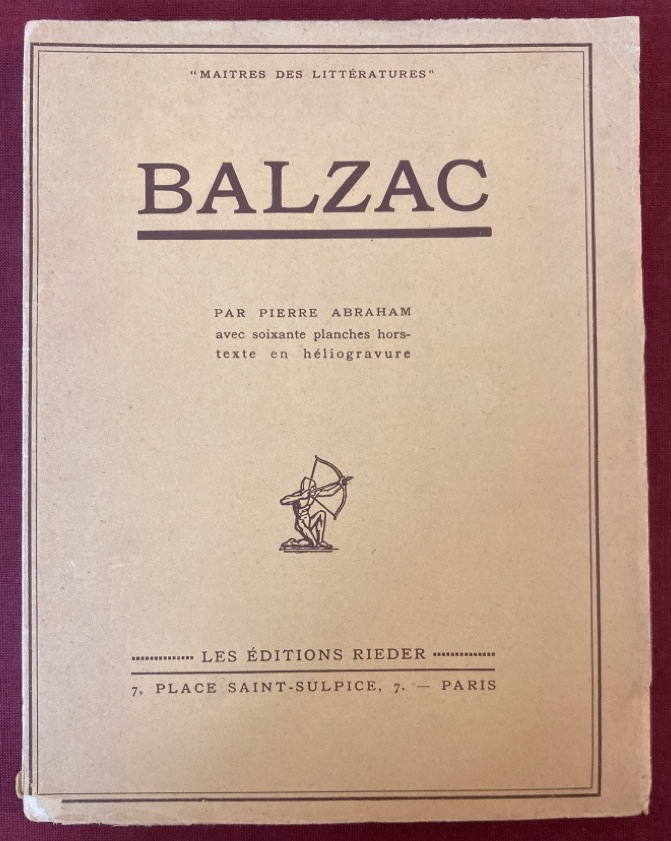 "MAITRES DES LITTÉRATURES"
BALZAC
PAR PIERRE ABRAHAM
avec soixante planches hors-
texte en héliogravure
LES ÉDITIONS RIEDER
7, PLACE SAINT-SULPICE, 7. — PARIS